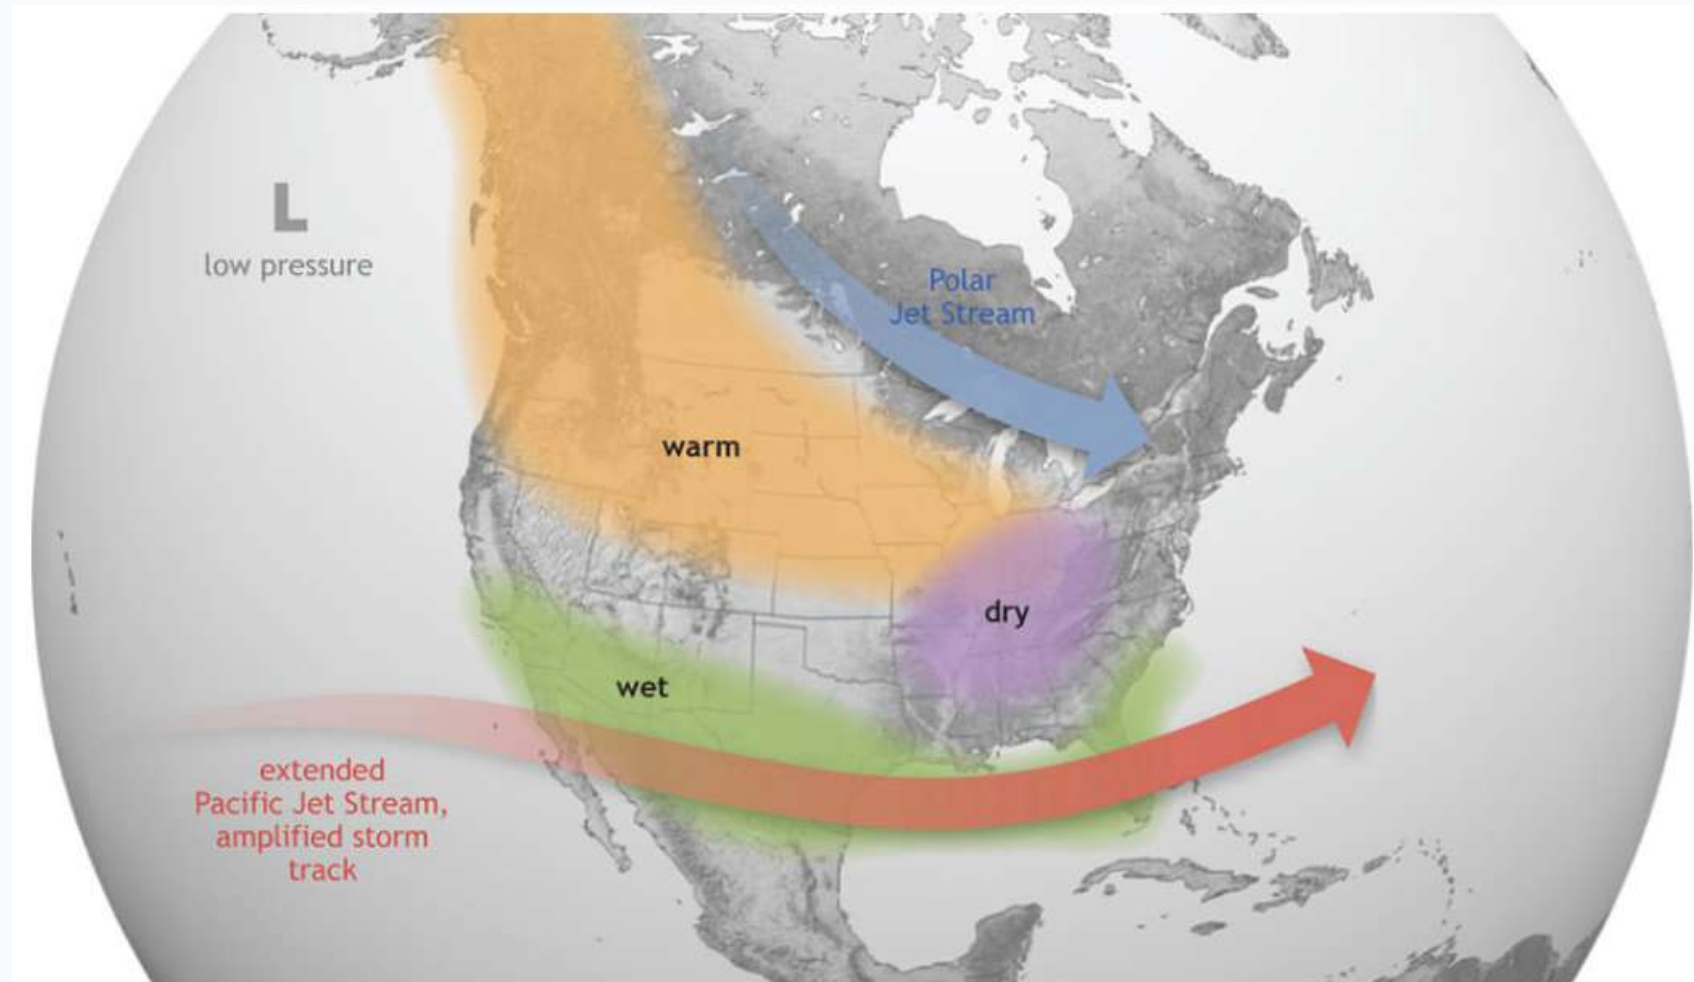 L
low pressure
Polar
Jet Stream
warm
dry
wet
extended
Pacific Jet Stream,
amplified storm
track